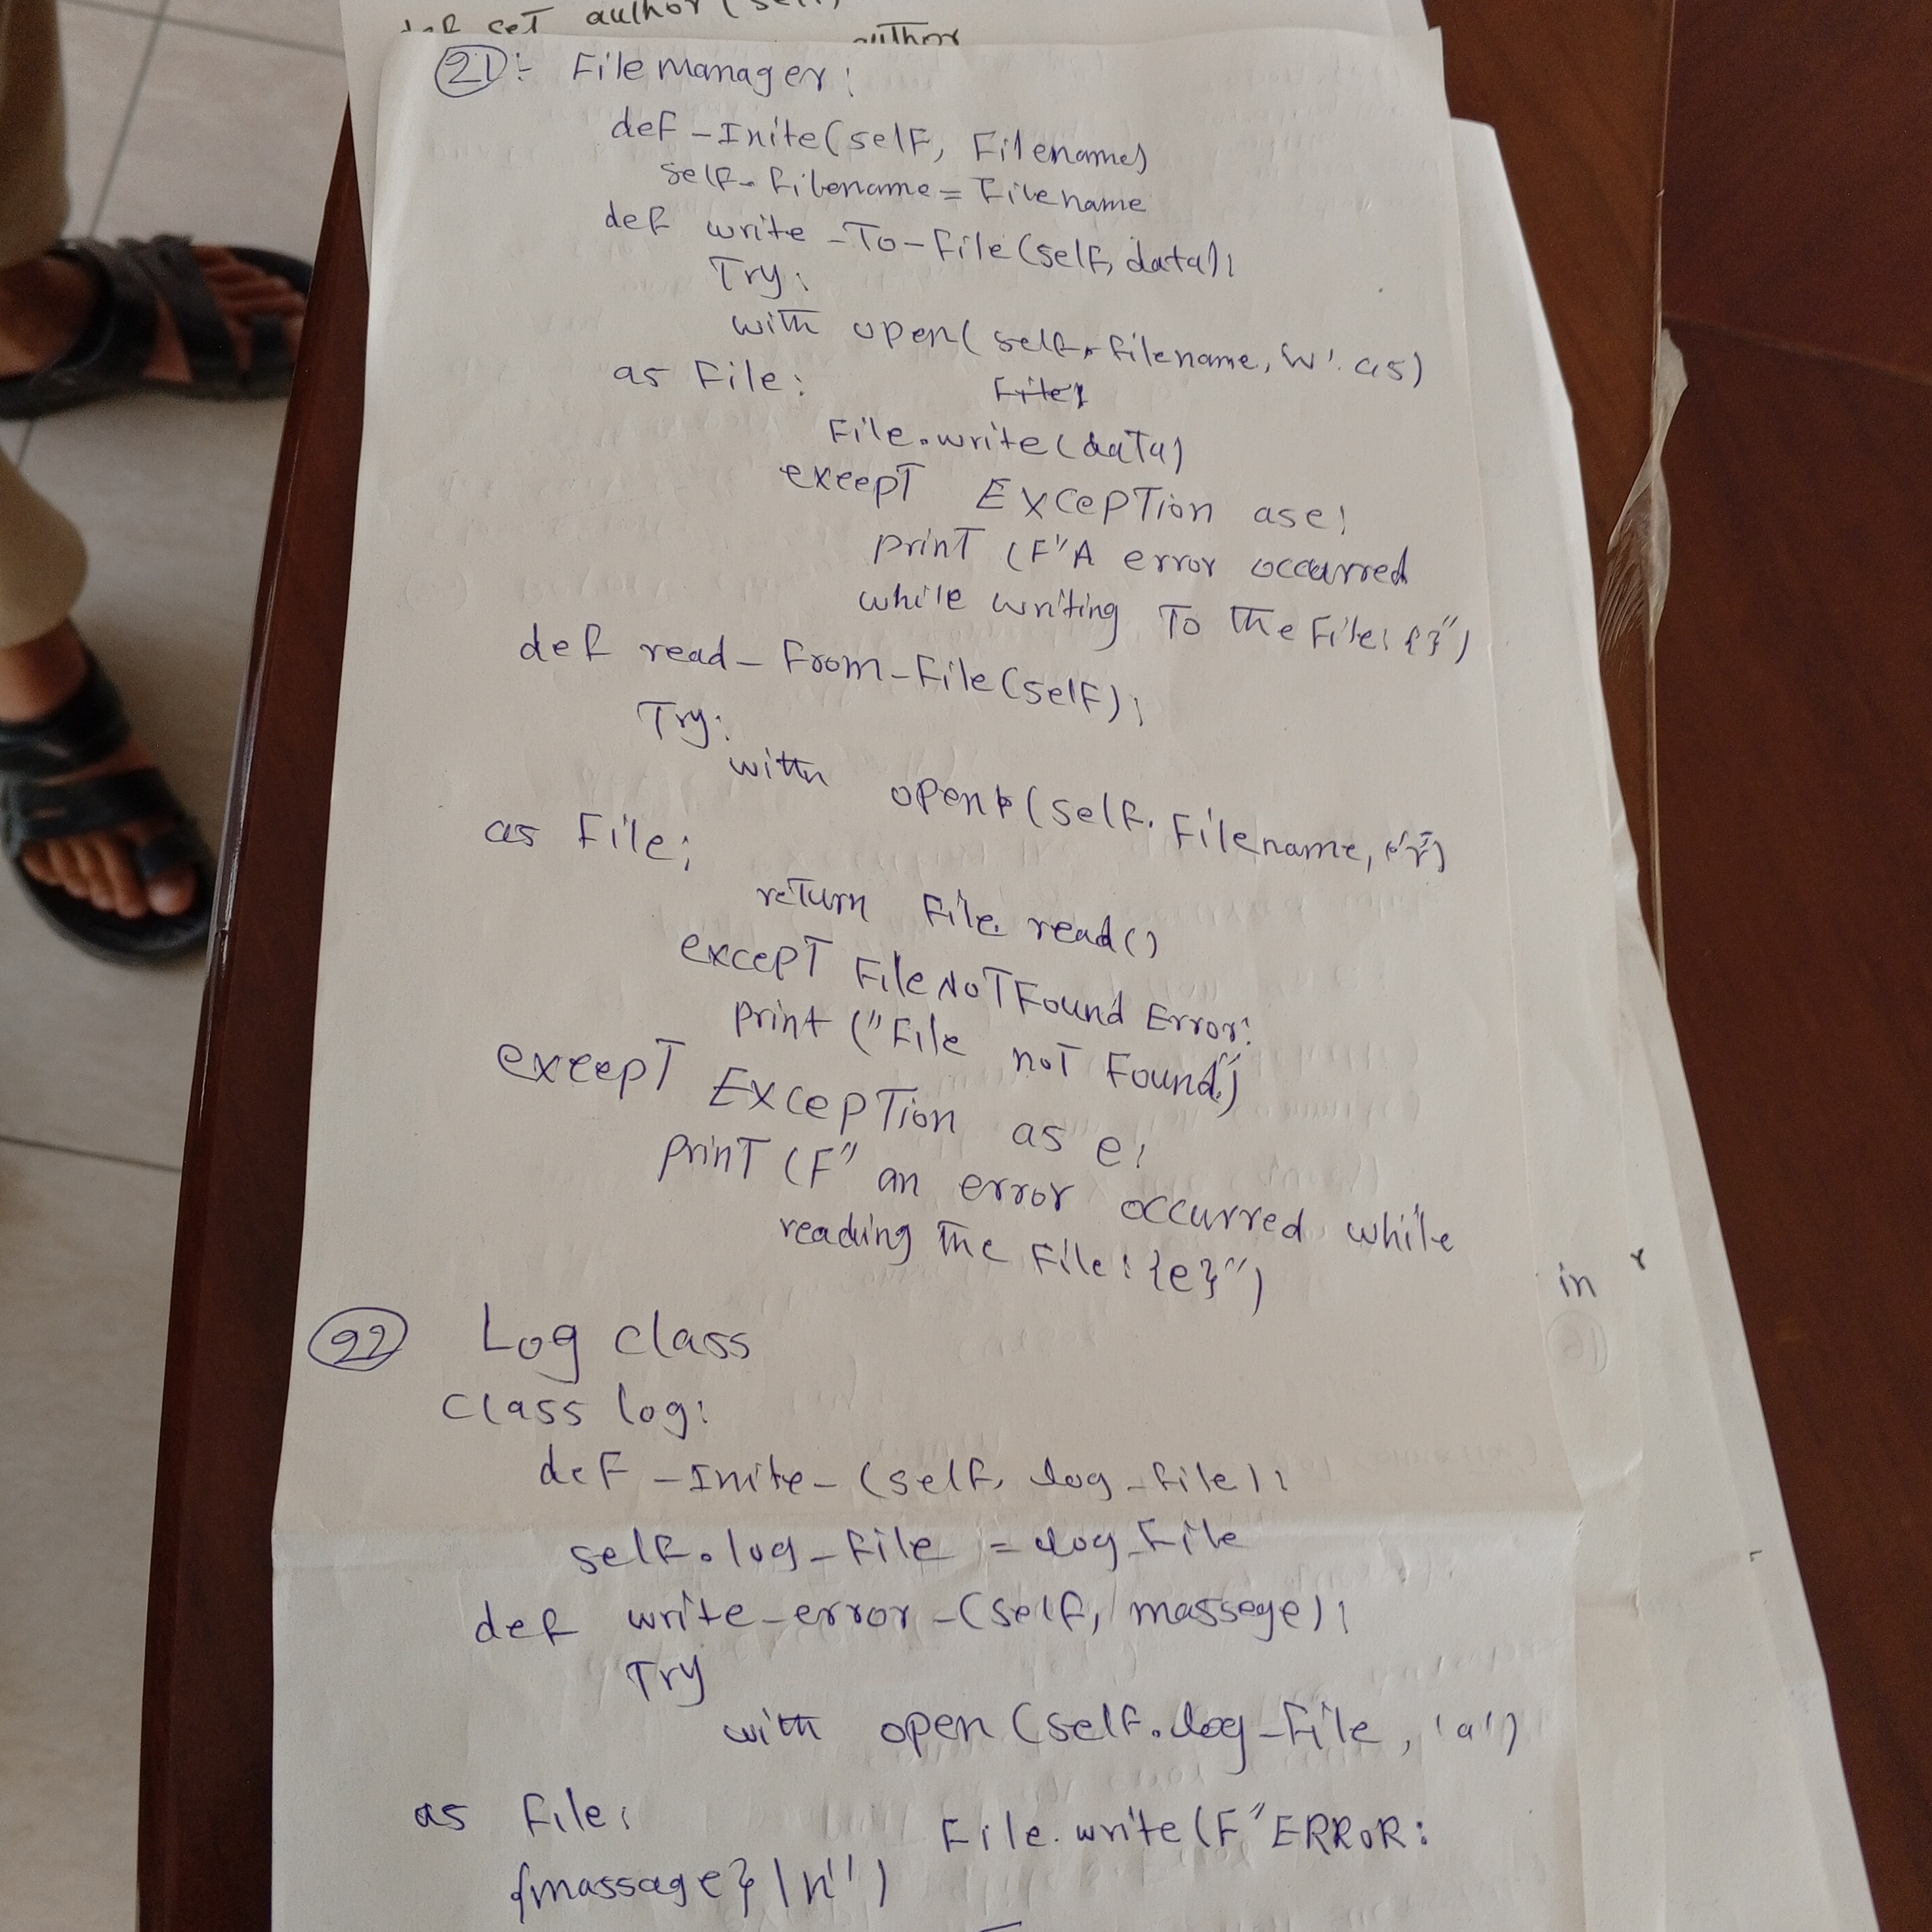 def set author (self)
author
21:- File manager:
def -Inite(self, Filename)
self. filename = Filename
def write -To-File(self, data):
Try:
with open( self. filename, 'w'. as)
as File:
File.write(data)
except Exception as e:
print (F"A error occurred
while writing To The File: {}")
def read- From-File(self):
Try:
with open(self. Filename, 'r')
as File:
return File. read()
except FileNotFound Error:
print ("File not Found.")
except Exception as e:
print (F" an error occurred while
reading The File: {e}")
22 Log class
class log:
def -Inite- (self, log-file):
self.log-file = log-File
def write-error-(self, massege):
Try
with open (self.log-file, 'a')
as File:
File. write(F"ERROR:
{massage} \n")
in
r